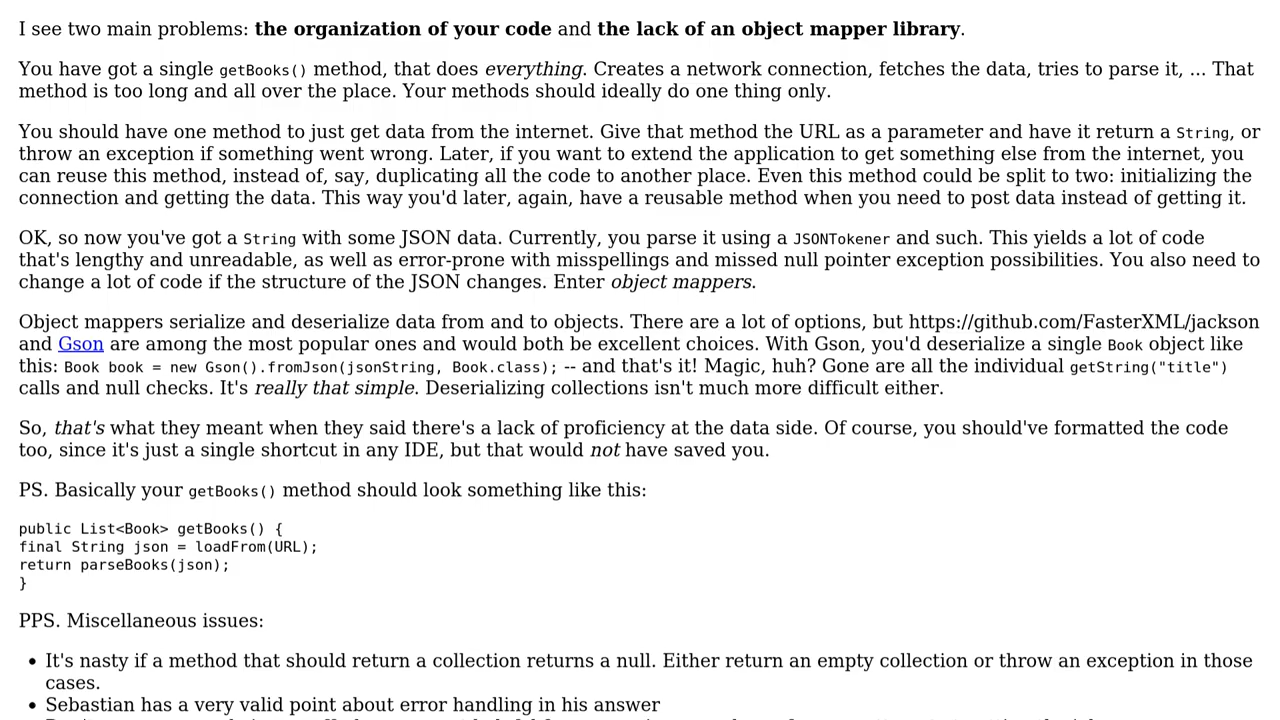 I see two main problems: the organization of your code and the lack of an object mapper library.
You have got a single getBooks() method, that does everything. Creates a network connection, fetches the data, tries to parse it, ... That
method is too long and all over the place. Your methods should ideally do one thing only.
You should have one method to just get data from the internet. Give that method the URL as a parameter and have it return a String, or
throw an exception if something went wrong. Later, if you want to extend the application to get something else from the internet, you
can reuse this method, instead of, say, duplicating all the code to another place. Even this method could be split to two: initializing the
connection and getting the data. This way you'd later, again, have a reusable method when you need to post data instead of getting it.
OK, so now you've got a String with some JSON data. Currently, you parse it using a JSONTokener and such. This yields a lot of code
that's lengthy and unreadable, as well as error-prone with misspellings and missed null pointer exception possibilities. You also need to
change a lot of code if the structure of the JSON changes. Enter object mappers.
Object mappers serialize and deserialize data from and to objects. There are a lot of options, but https://github.com/FasterXML/jackson
and Gson are among the most popular ones and would both be excellent choices. With Gson, you'd deserialize a single Book object like
this: Book book = new Gson().fromJson(jsonString, Book.class); -- and that's it! Magic, huh? Gone are all the individual getString("title")
calls and null checks. It's really that simple. Deserializing collections isn't much more difficult either.
So, that's what they meant when they said there's a lack of proficiency at the data side. Of course, you should've formatted the code
too, since it's just a single shortcut in any IDE, but that would not have saved you.
PS. Basically your getBooks() method should look something like this:
public List<Book> getBooks() {
final String json = loadFrom(URL);
return parseBooks(json);
}
PPS. Miscellaneous issues:
• It's nasty if a method that should return a collection returns a null. Either return an empty collection or throw an exception in those
cases.
• Sebastian has a very valid point about error handling in his answer